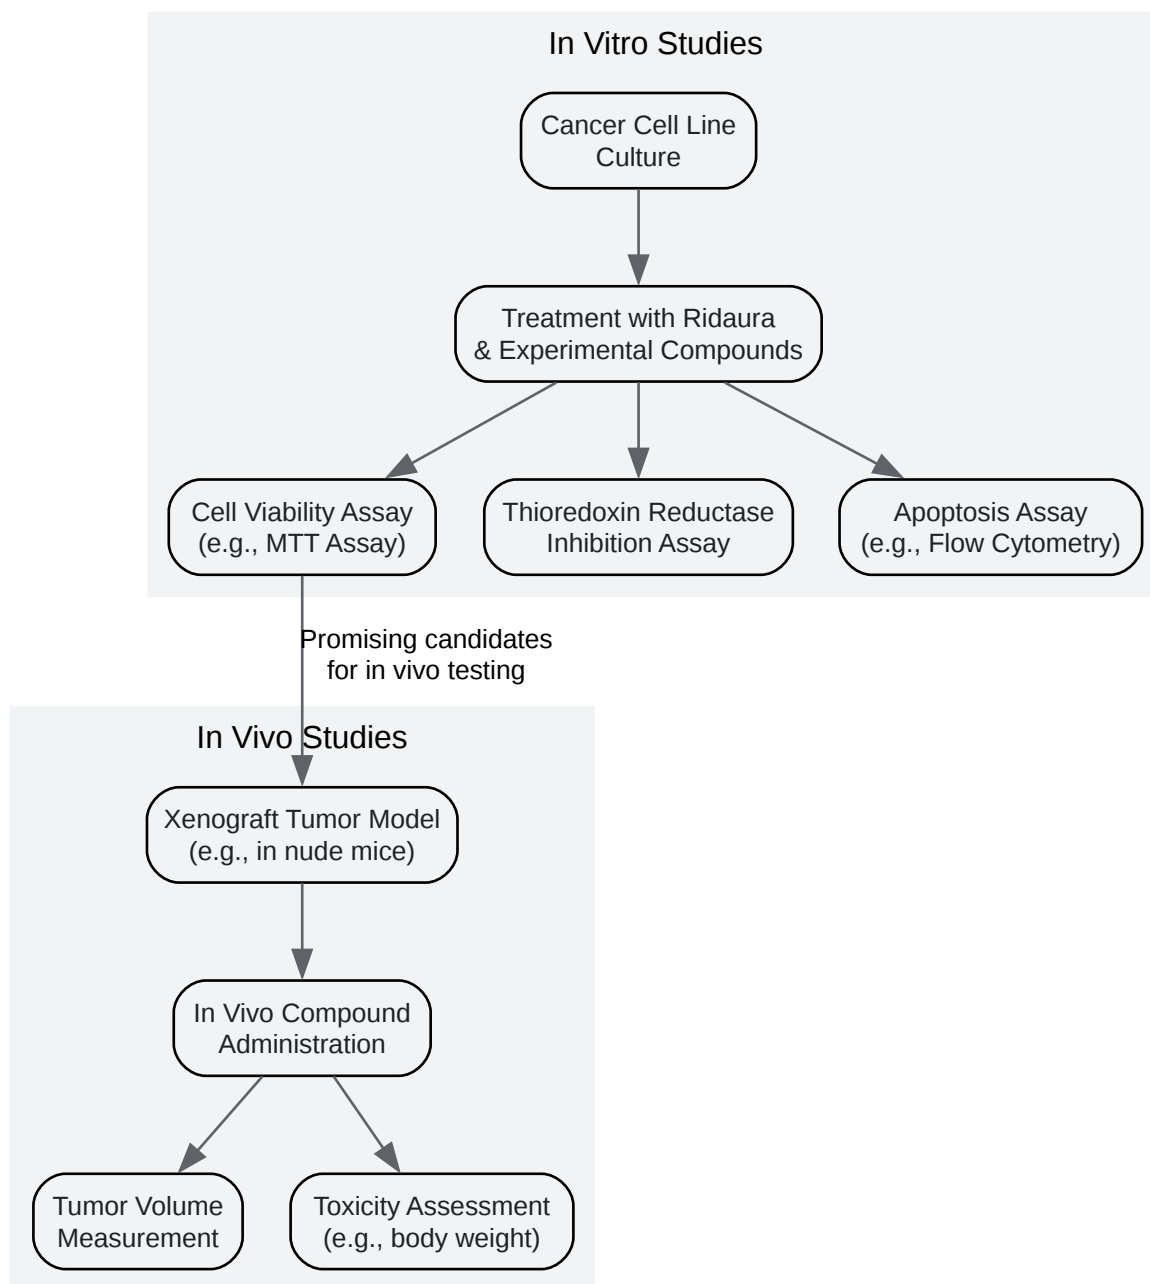 In Vitro Studies
Cancer Cell Line
Culture
Treatment with Ridaura
& Experimental Compounds
Cell Viability Assay
(e.g., MTT Assay)
Thioredoxin Reductase
Inhibition Assay
Apoptosis Assay
(e.g., Flow Cytometry)
Promising candidates
for in vivo testing
In Vivo Studies
Xenograft Tumor Model
(e.g., in nude mice)
In Vivo Compound
Administration
Tumor Volume
Measurement
Toxicity Assessment
(e.g., body weight)